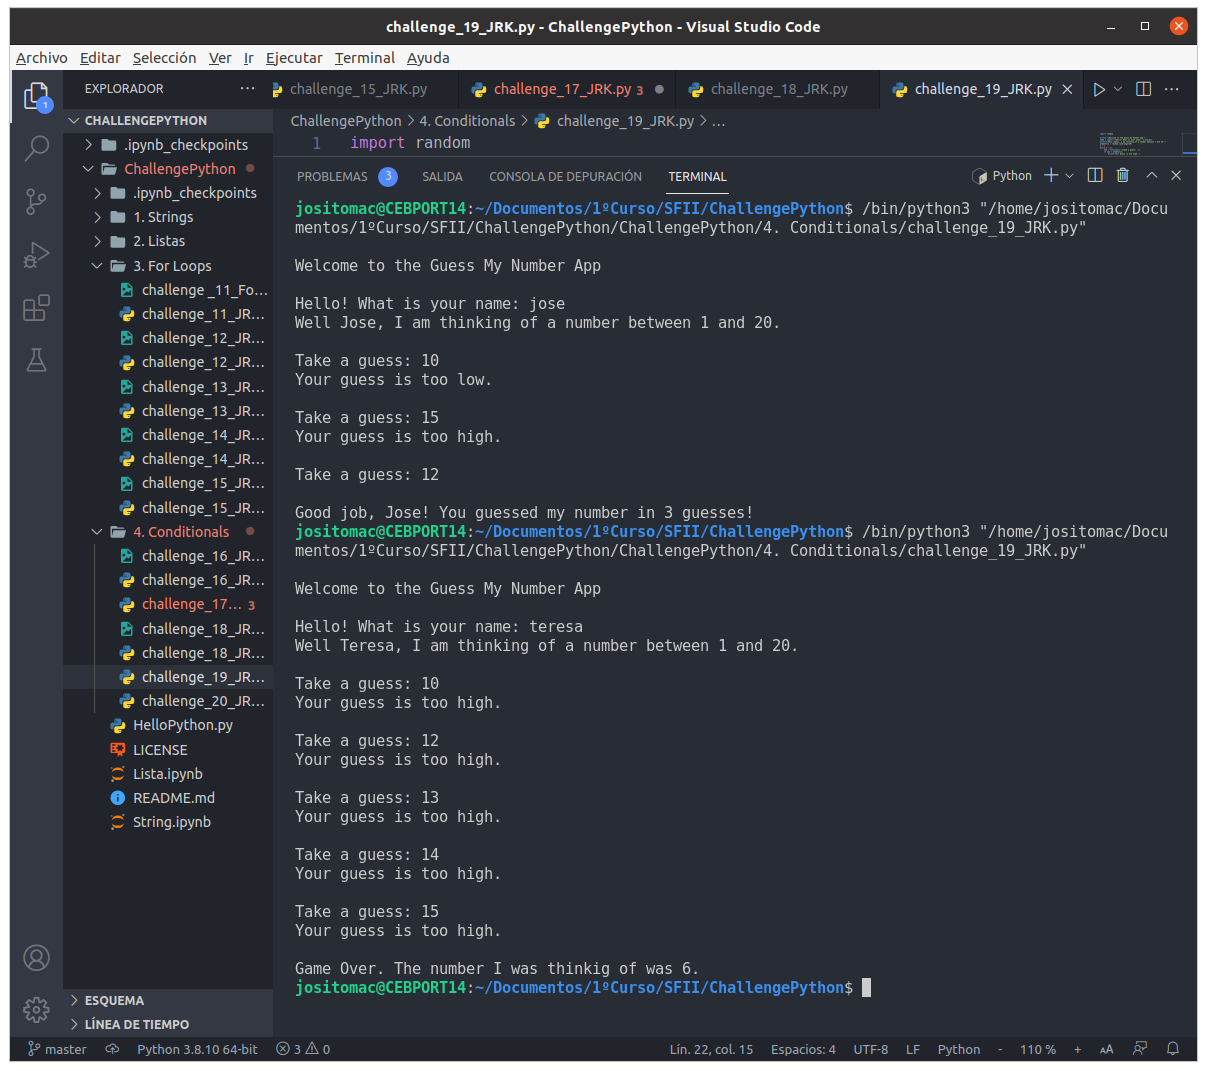 challenge_19_JRK.py - ChallengePython - Visual Studio Code
Archivo Editar Selección Ver Ir Ejecutar Terminal Ayuda
EXPLORADOR ···
challenge_15_JRK.py challenge_17_JRK.py 3 challenge_18_JRK.py challenge_19_JRK.py
1
CHALLENGEPYTHON
.ipynb_checkpoints
ChallengePython
.ipynb_checkpoints
1. Strings
2. Listas
3. For Loops
challenge _11_Fo...
challenge_11_JR...
challenge_12_JR...
challenge_12_JR...
challenge_13_JR...
challenge_13_JR...
challenge_14_JR...
challenge_14_JR...
challenge_15_JR...
challenge_15_JR...
4. Conditionals
challenge_16_JR...
challenge_16_JR...
challenge_17... 3
challenge_18_JR...
challenge_18_JR...
challenge_19_JR...
challenge_20_JR...
HelloPython.py
LICENSE
Lista.ipynb
README.md
String.ipynb
ESQUEMA
LÍNEA DE TIEMPO
ChallengePython > 4. Conditionals > challenge_19_JRK.py > ...
1 import random
PROBLEMAS 3 SALIDA CONSOLA DE DEPURACIÓN TERMINAL Python
jositomac@CEBPORT14:~/Documentos/1ºCurso/SFII/ChallengePython$ /bin/python3 "/home/jositomac/Docu
mentos/1ºCurso/SFII/ChallengePython/ChallengePython/4. Conditionals/challenge_19_JRK.py"
Welcome to the Guess My Number App
Hello! What is your name: jose
Well Jose, I am thinking of a number between 1 and 20.
Take a guess: 10
Your guess is too low.
Take a guess: 15
Your guess is too high.
Take a guess: 12
Good job, Jose! You guessed my number in 3 guesses!
jositomac@CEBPORT14:~/Documentos/1ºCurso/SFII/ChallengePython$ /bin/python3 "/home/jositomac/Docu
mentos/1ºCurso/SFII/ChallengePython/ChallengePython/4. Conditionals/challenge_19_JRK.py"
Welcome to the Guess My Number App
Hello! What is your name: teresa
Well Teresa, I am thinking of a number between 1 and 20.
Take a guess: 10
Your guess is too high.
Take a guess: 12
Your guess is too high.
Take a guess: 13
Your guess is too high.
Take a guess: 14
Your guess is too high.
Take a guess: 15
Your guess is too high.
Game Over. The number I was thinkig of was 6.
jositomac@CEBPORT14:~/Documentos/1ºCurso/SFII/ChallengePython$
master Python 3.8.10 64-bit 3 0 Lín. 22, col. 15 Espacios: 4 UTF-8 LF Python - 110 % + AA